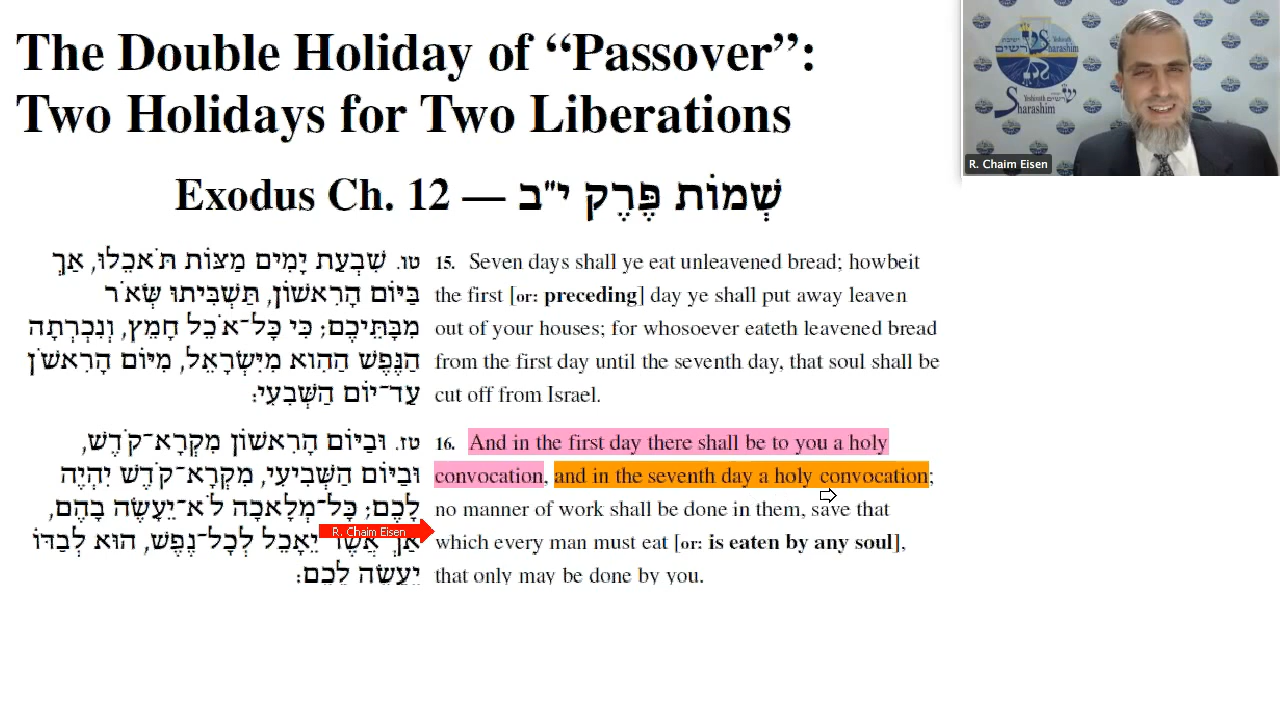 The Double Holiday of “Passover”:
Two Holidays for Two Liberations
Exodus Ch. 12 — שְׁמוֹת פֶּרֶק י"ב
טו. שִׁבְעַת יָמִים מַצּוֹת תֹּאכֵלוּ, אַךְ
בַּיּוֹם הָרִאשׁוֹן, תַּשְׁבִּיתוּ שְּׂאֹר
מִבָּתֵּיכֶם; כִּי כָּל־אֹכֵל חָמֵץ, וְנִכְרְתָה
הַנֶּפֶשׁ הַהִוא מִיִּשְׂרָאֵל, מִיּוֹם הָרִאשֹׁן
עַד־יוֹם הַשְּׁבִעִי:
15. Seven days shall ye eat unleavened bread; howbeit
the first [or: preceding] day ye shall put away leaven
out of your houses; for whosoever eateth leavened bread
from the first day until the seventh day, that soul shall be
cut off from Israel.
טז. וּבַיּוֹם הָרִאשׁוֹן מִקְרָא־קֹדֶשׁ,
וּבַיּוֹם הַשְּׁבִיעִי, מִקְרָא־קֹדֶשׁ יִהְיֶה
לָכֶם; כָּל־מְלָאכָה לֹא־יֵעָשֶׂה בָהֶם,
אַךְ אֲשֶׁר יֵאָכֵל לְכָל־נֶפֶשׁ, הוּא לְבַדּוֹ
יֵעָשֶׂה לָכֶם:
16. And in the first day there shall be to you a holy
convocation, and in the seventh day a holy convocation;
no manner of work shall be done in them, save that
which every man must eat [or: is eaten by any soul],
that only may be done by you.
R. Chaim Eisen
Yeshivath
Sharashim
Yeshivath
Sharashim
R. Chaim Eisen